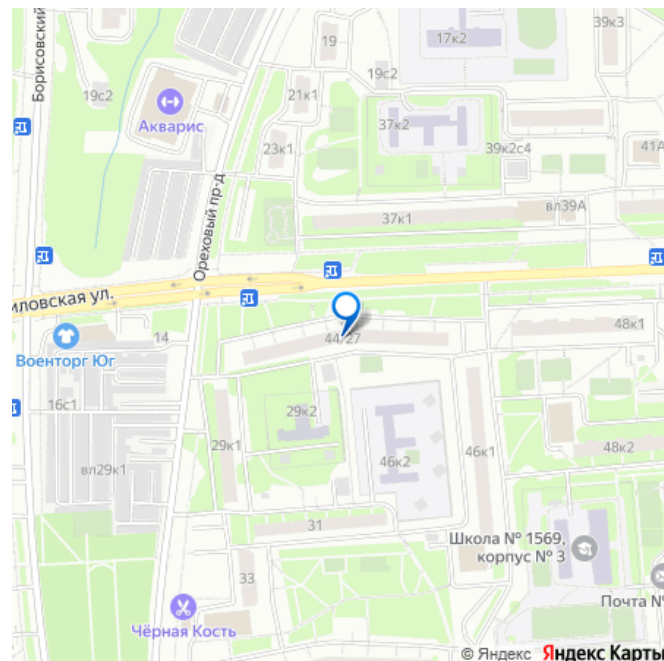 Борисовский
19
17к2
39к3
19с2
19с2
21к1
Акварис
37к2
23к1
39к2с4
41А
вл39А
37к1
Ореховый пр-д
иловская ул.
14
44/27
48к1
Военторг Юг
16с1
29к2
29к1
46к1
48к2
46к2
вл29к1
31
Школа № 1569,
корпус № 3
33
Почта №
Чёрная Кость
© Яндекс Яндекс Карты